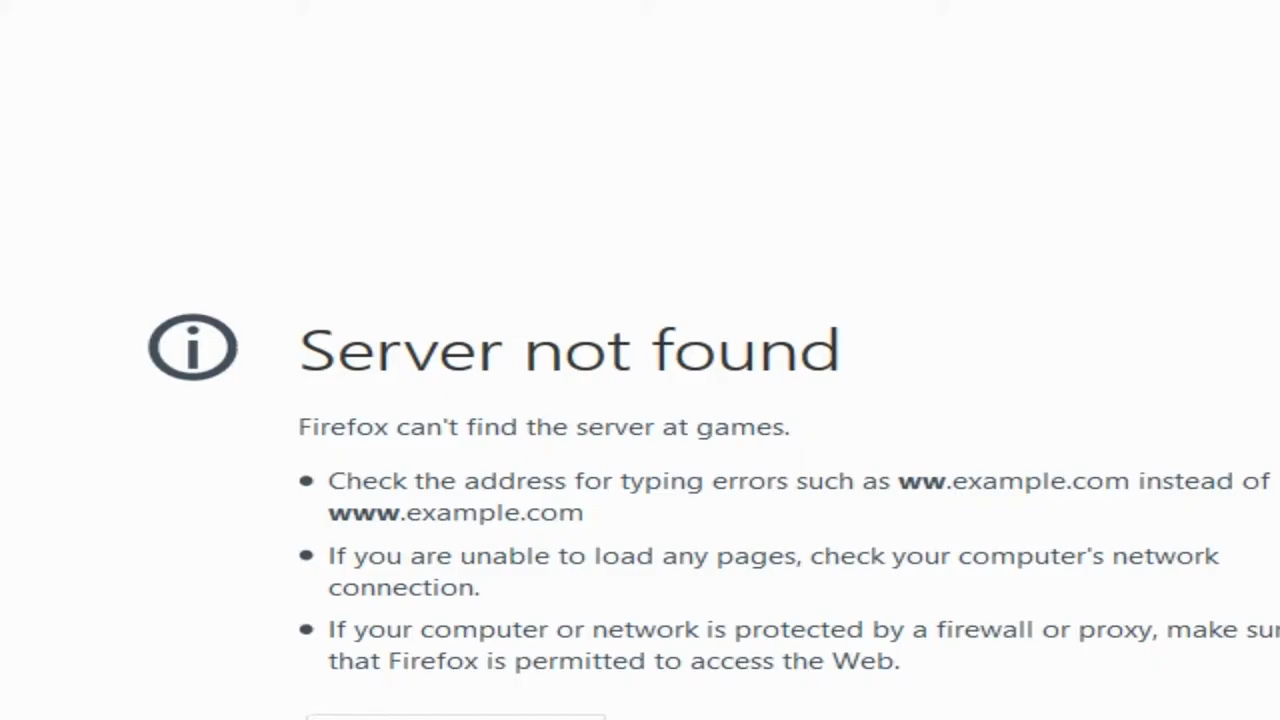 Server not found
Firefox can't find the server at games.
Check the address for typing errors such as ww.example.com instead of
www.example.com
If you are unable to load any pages, check your computer's network
connection.
If your computer or network is protected by a firewall or proxy, make sur
that Firefox is permitted to access the Web.